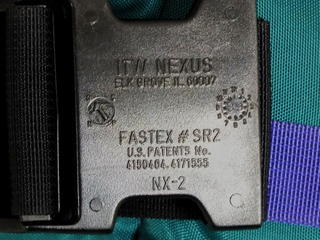 ITW NEXUS
ELK GROVE IL 60007
FASTEX # SR2
U.S. PATENTS No.
4150464. 4171555
NX-2